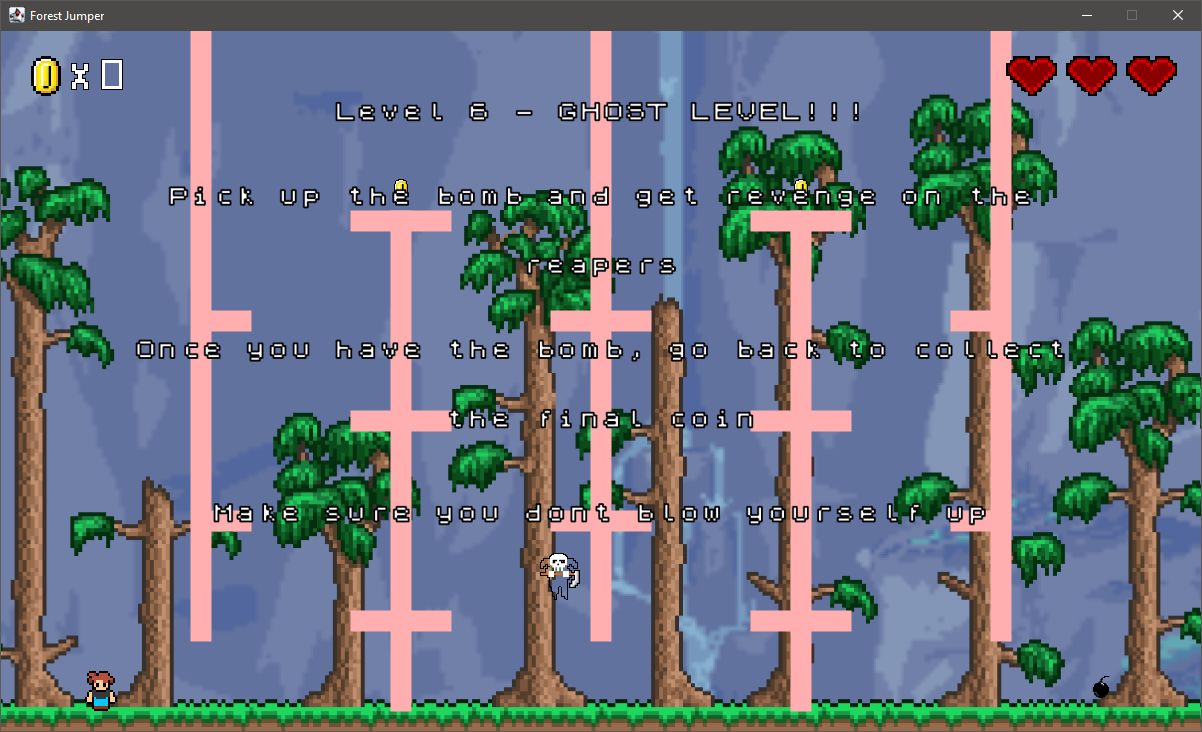 Forest Jumper
X 0
Level 6 - GHOST LEVEL!!!
Pick up the bomb and get revenge on the
reapers
Once you have the bomb, go back to collect
the final coin
Make sure you dont blow yourself up